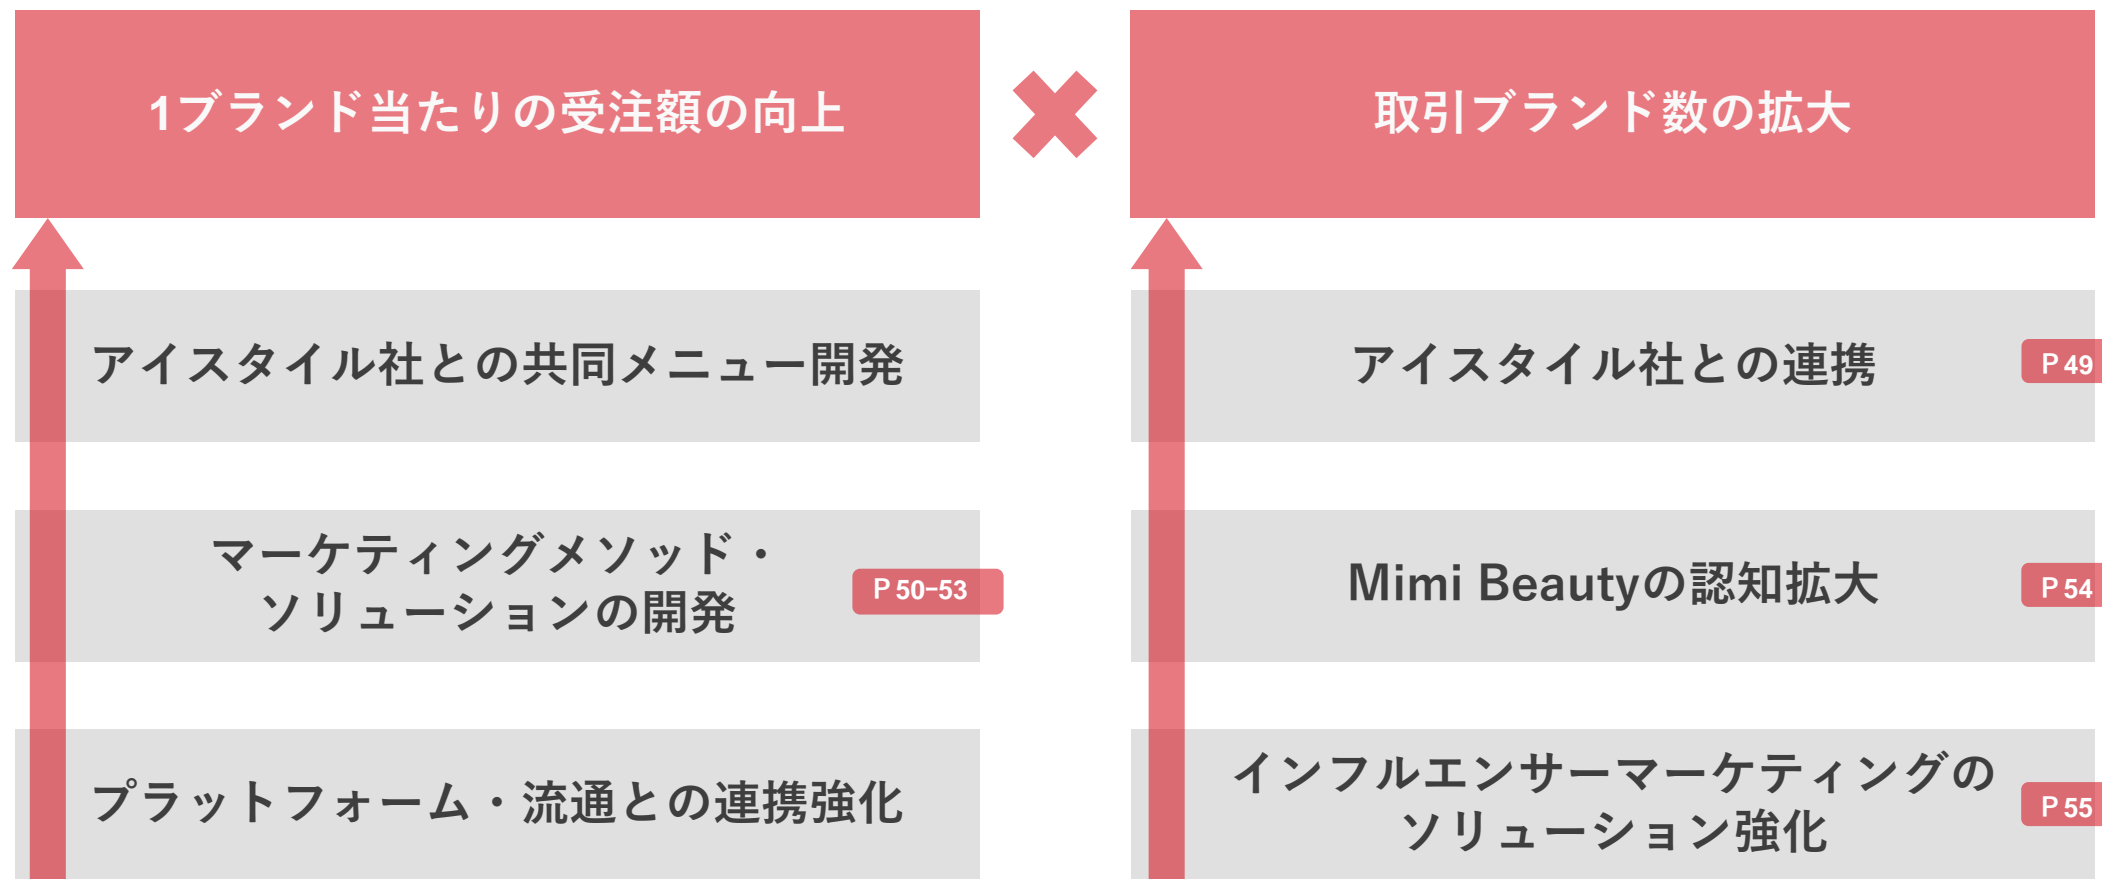 1ブランド当たりの受注額の向上
取引ブランド数の拡大
アイスタイル社との共同メニュー開発
アイスタイル社との連携
P 49
マーケティングメソッド・
ソリューションの開発
P 50-53
Mimi Beautyの認知拡大
P 54
プラットフォーム・流通との連携強化
インフルエンサーマーケティングの
ソリューション強化
P 55